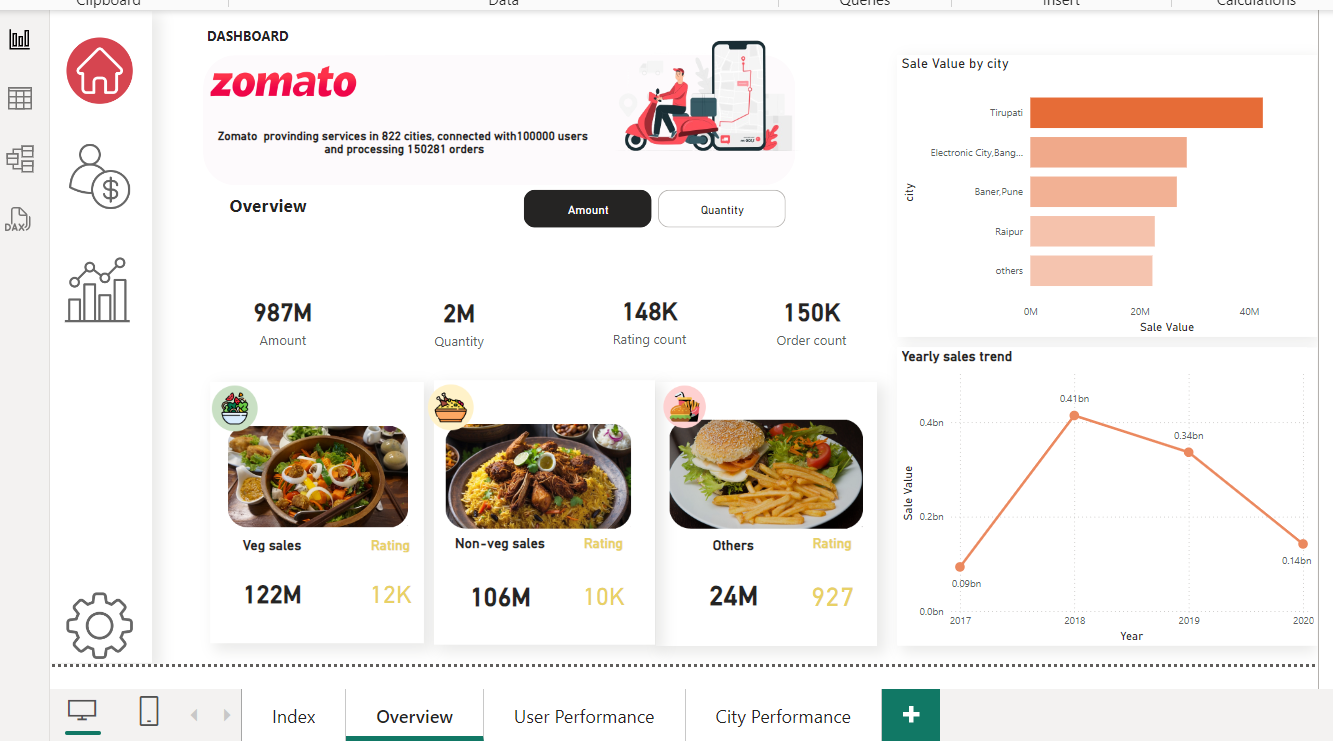 Clipboard
Data
Queries
Insert
Calculations
DASHBOARD
zomato
Zomato provinding services in 822 cities, connected with100000 users
and processing 150281 orders
Overview
Amount
Quantity
987M
Amount
2M
Quantity
148K
Rating count
150K
Order count
Veg sales
Rating
122M
12K
Non-veg sales
Rating
106M
10K
Others
Rating
24M
927
Sale Value by city
city
Tirupati
Electronic City,Bang...
Baner,Pune
Raipur
others
0M
20M
40M
Sale Value
Yearly sales trend
Sale Value
0.4bn
0.2bn
0.0bn
0.09bn
0.41bn
0.34bn
0.14bn
2017
2018
2019
2020
Year
DAX
Index
Overview
User Performance
City Performance